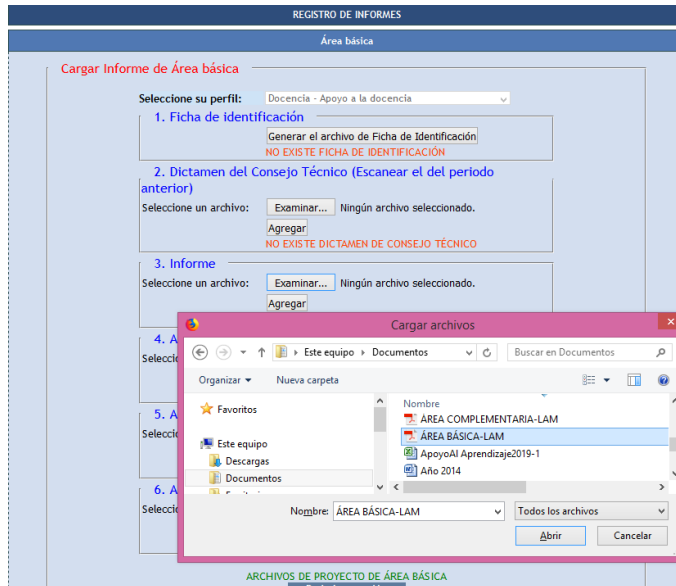 REGISTRO DE INFORMES
Área básica
Cargar Informe de Área básica
Seleccione su perfil: Docencia - Apoyo a la docencia
1. Ficha de identificación
Generar el archivo de Ficha de Identificación
NO EXISTE FICHA DE IDENTIFICACIÓN
2. Dictamen del Consejo Técnico (Escanear el del periodo
anterior)
Seleccione un archivo: Examinar... Ningún archivo seleccionado.
Agregar
NO EXISTE DICTAMEN DE CONSEJO TÉCNICO
3. Informe
Seleccione un archivo: Examinar... Ningún archivo seleccionado.
Agregar
4. A
Seleccio
5. A
Seleccio
6. A
Seleccio
Cargar archivos
Este equipo Documentos
Buscar en Documentos
Organizar Nueva carpeta
Favoritos
Este equipo
Descargas
Documentos
Nombre
ÁREA COMPLEMENTARIA-LAM
ÁREA BÁSICA-LAM
ApoyoAl Aprendizaje2019-1
Año 2014
Nombre: ÁREA BÁSICA-LAM Todos los archivos
Abrir Cancelar
ARCHIVOS DE PROYECTO DE ÁREA BÁSICA